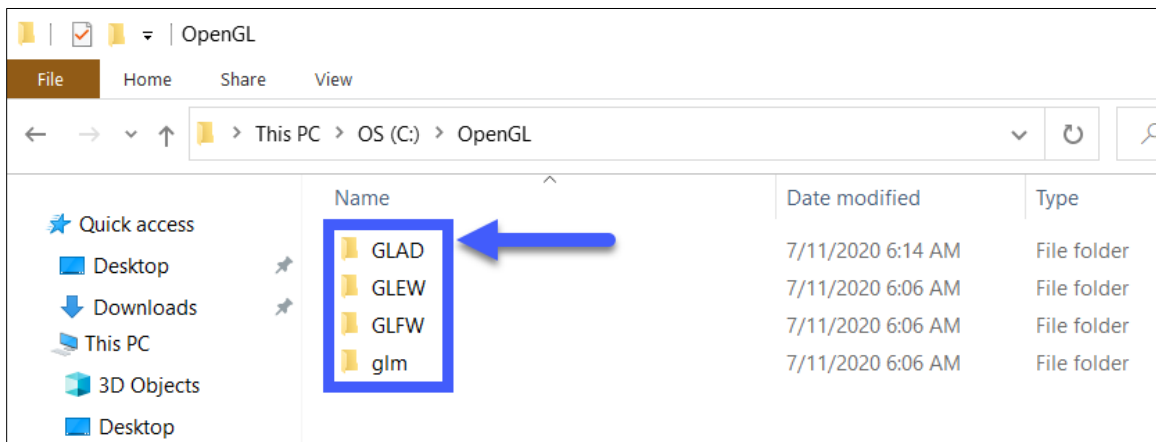 OpenGL
File Home Share View
This PC > OS (C:) > OpenGL
Name Date modified Type
Quick access
GLAD 7/11/2020 6:14 AM File folder
Desktop
GLEW 7/11/2020 6:06 AM File folder
Downloads
GLFW 7/11/2020 6:06 AM File folder
This PC
glm 7/11/2020 6:06 AM File folder
3D Objects
Desktop